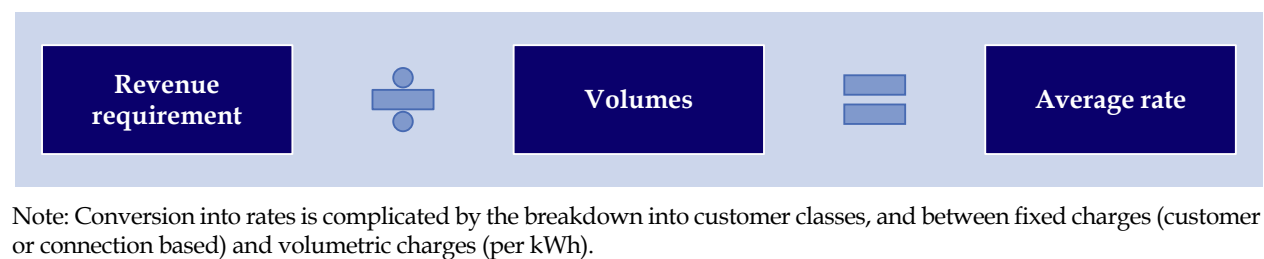 Revenue
requirement
Volumes
Average rate
Note: Conversion into rates is complicated by the breakdown into customer classes, and between fixed charges (customer
or connection based) and volumetric charges (per kWh).